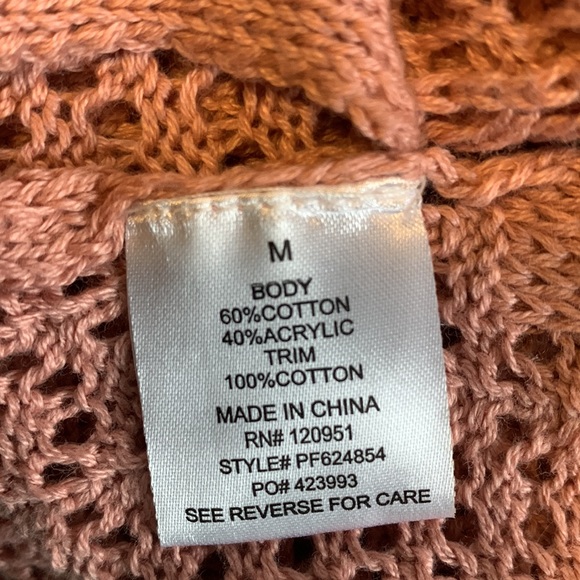 M
BODY
60%COTTON
40%ACRYLIC
TRIM
100%COTTON
MADE IN CHINA
RN# 120951
STYLE# PF624854
PO# 423993
SEE REVERSE FOR CARE